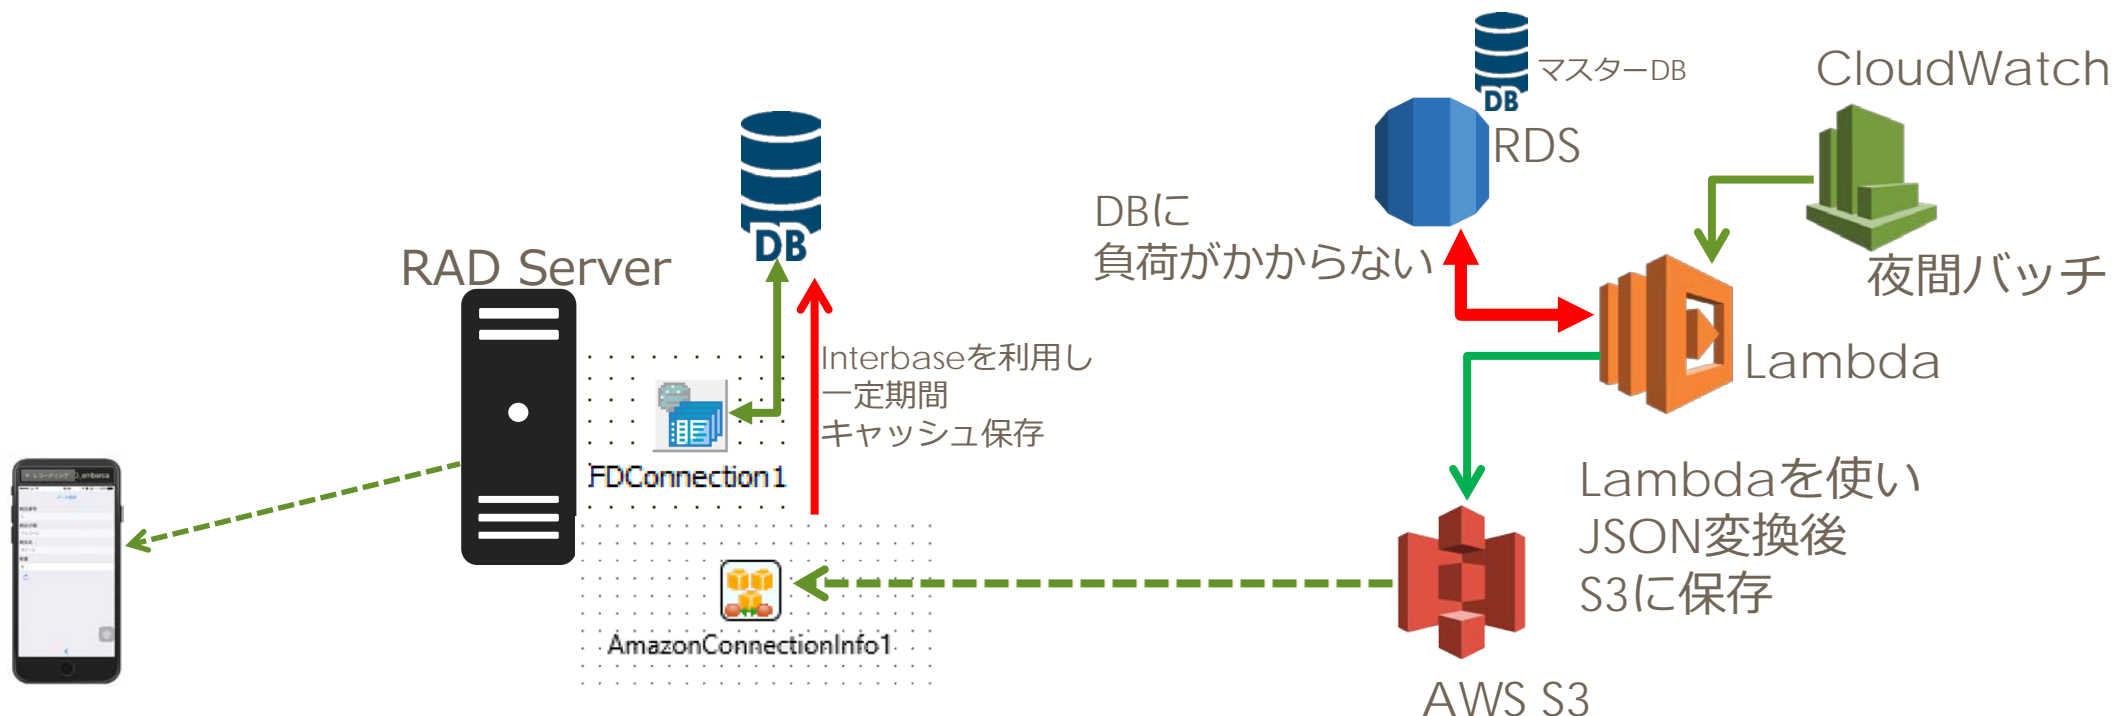 マスターDB
CloudWatch
DB
RDS
夜間バッチ
DBに
負荷がかからない
Lambda
DB
RAD Server
Interbaseを利用し
一定期間
キャッシュ保存
FDConnection1
Lambdaを使い
JSON変換後
S3に保存
AmazonConnectionInfo1
AWS S3